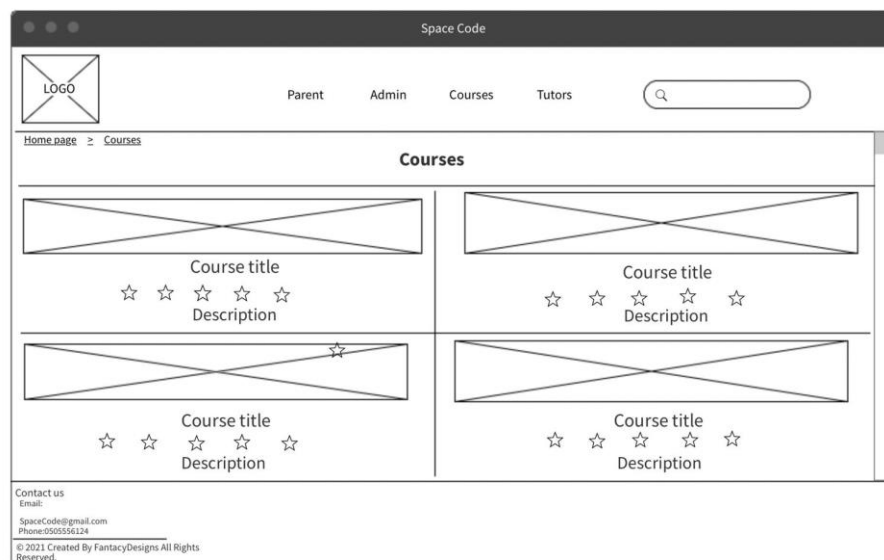 Space Code
LOGO
Parent Admin Courses Tutors
Home page > Courses
Courses
Course title
Description
Course title
Description
Course title
Description
Course title
Description
Contact us
Email:
SpaceCode@gmail.com
Phone:0505556124
© 2021 Created By FantacyDesigns All Rights
Reserved.